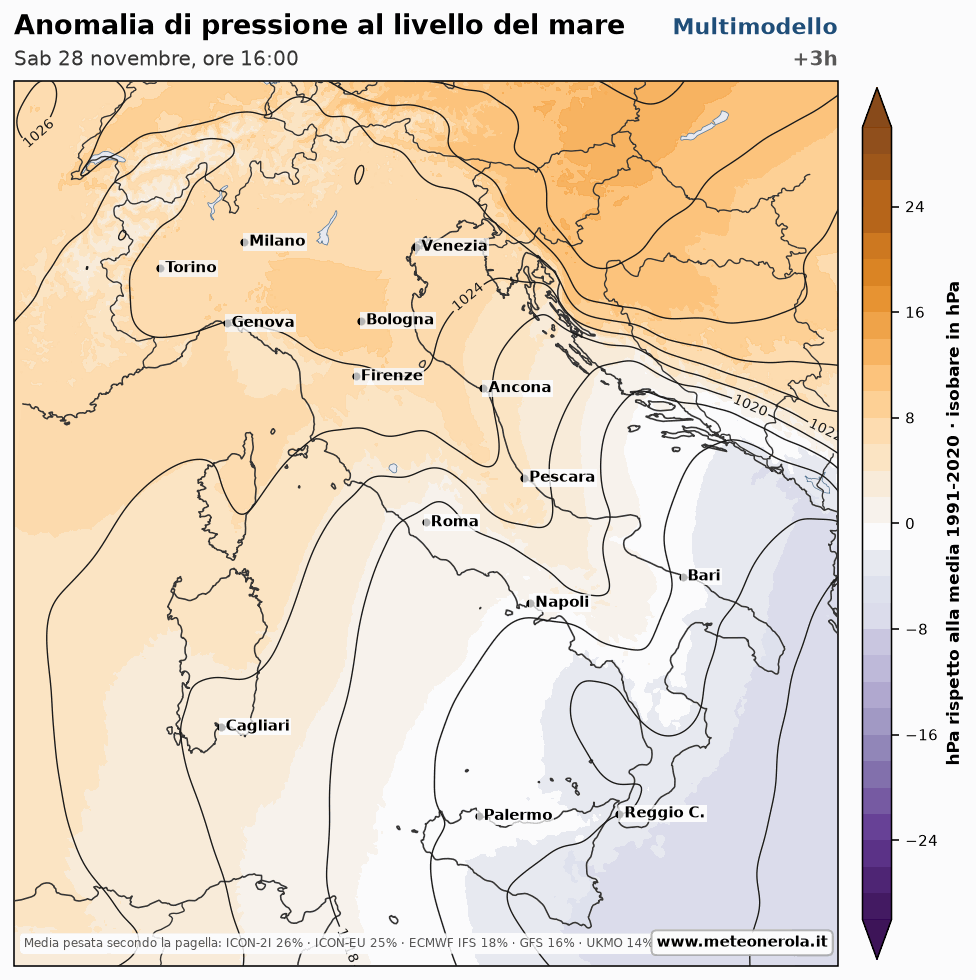 Anomalia di pressione al livello del mare
Multimodello
Sab 28 novembre, ore 16:00
+3h
1026
Milano
Venezia
Torino
1024
Bologna
Genova
Firenze
Ancona
1020
Pescara
Roma
Bari
Napoli
Cagliari
Palermo
Reggio C.
Media pesata secondo la pagella: ICON-2I 26% · ICON-EU 25% · ECMWF IFS 18% · GFS 16% · UKMO 14%
www.meteonerola.it
24
16
8
0
−8
−16
−24
hPa rispetto alla media 1991-2020 · isobare in hPa